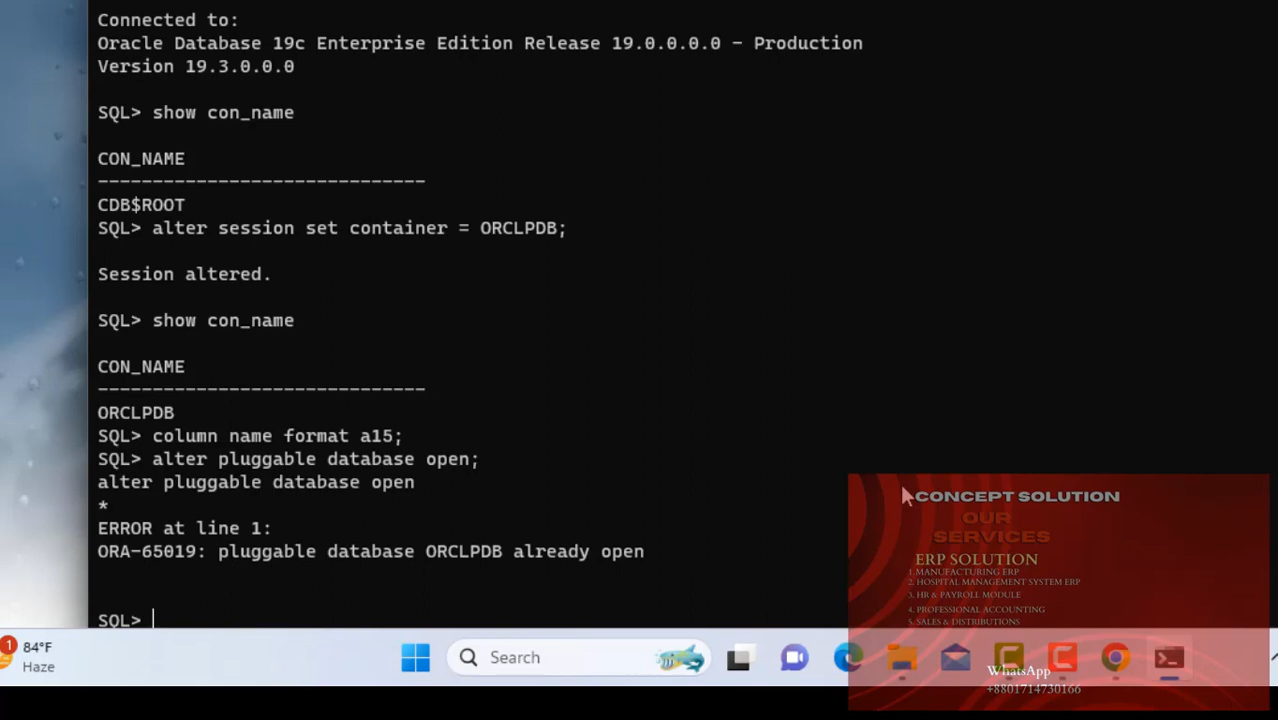 Connected to:
Oracle Database 19c Enterprise Edition Release 19.0.0.0.0 - Production
Version 19.3.0.0.0
SQL> show con_name
CON_NAME
------------------------------
CDB$ROOT
SQL> alter session set container = ORCLPDB;
Session altered.
SQL> show con_name
CON_NAME
------------------------------
ORCLPDB
SQL> column name format a15;
SQL> alter pluggable database open;
alter pluggable database open
*
ERROR at line 1:
ORA-65019: pluggable database ORCLPDB already open
SQL>
CONCEPT SOLUTION
OUR
SERVICES
ERP SOLUTION
1. MANUFACTURING ERP
2. HOSPITAL MANAGEMENT SYSTEM ERP
3. HR & PAYROLL MODULE
4. PROFESSIONAL ACCOUNTING
5. SALES & DISTRIBUTIONS
WhatsApp
+8801714730166
1
84°F
Haze
Search